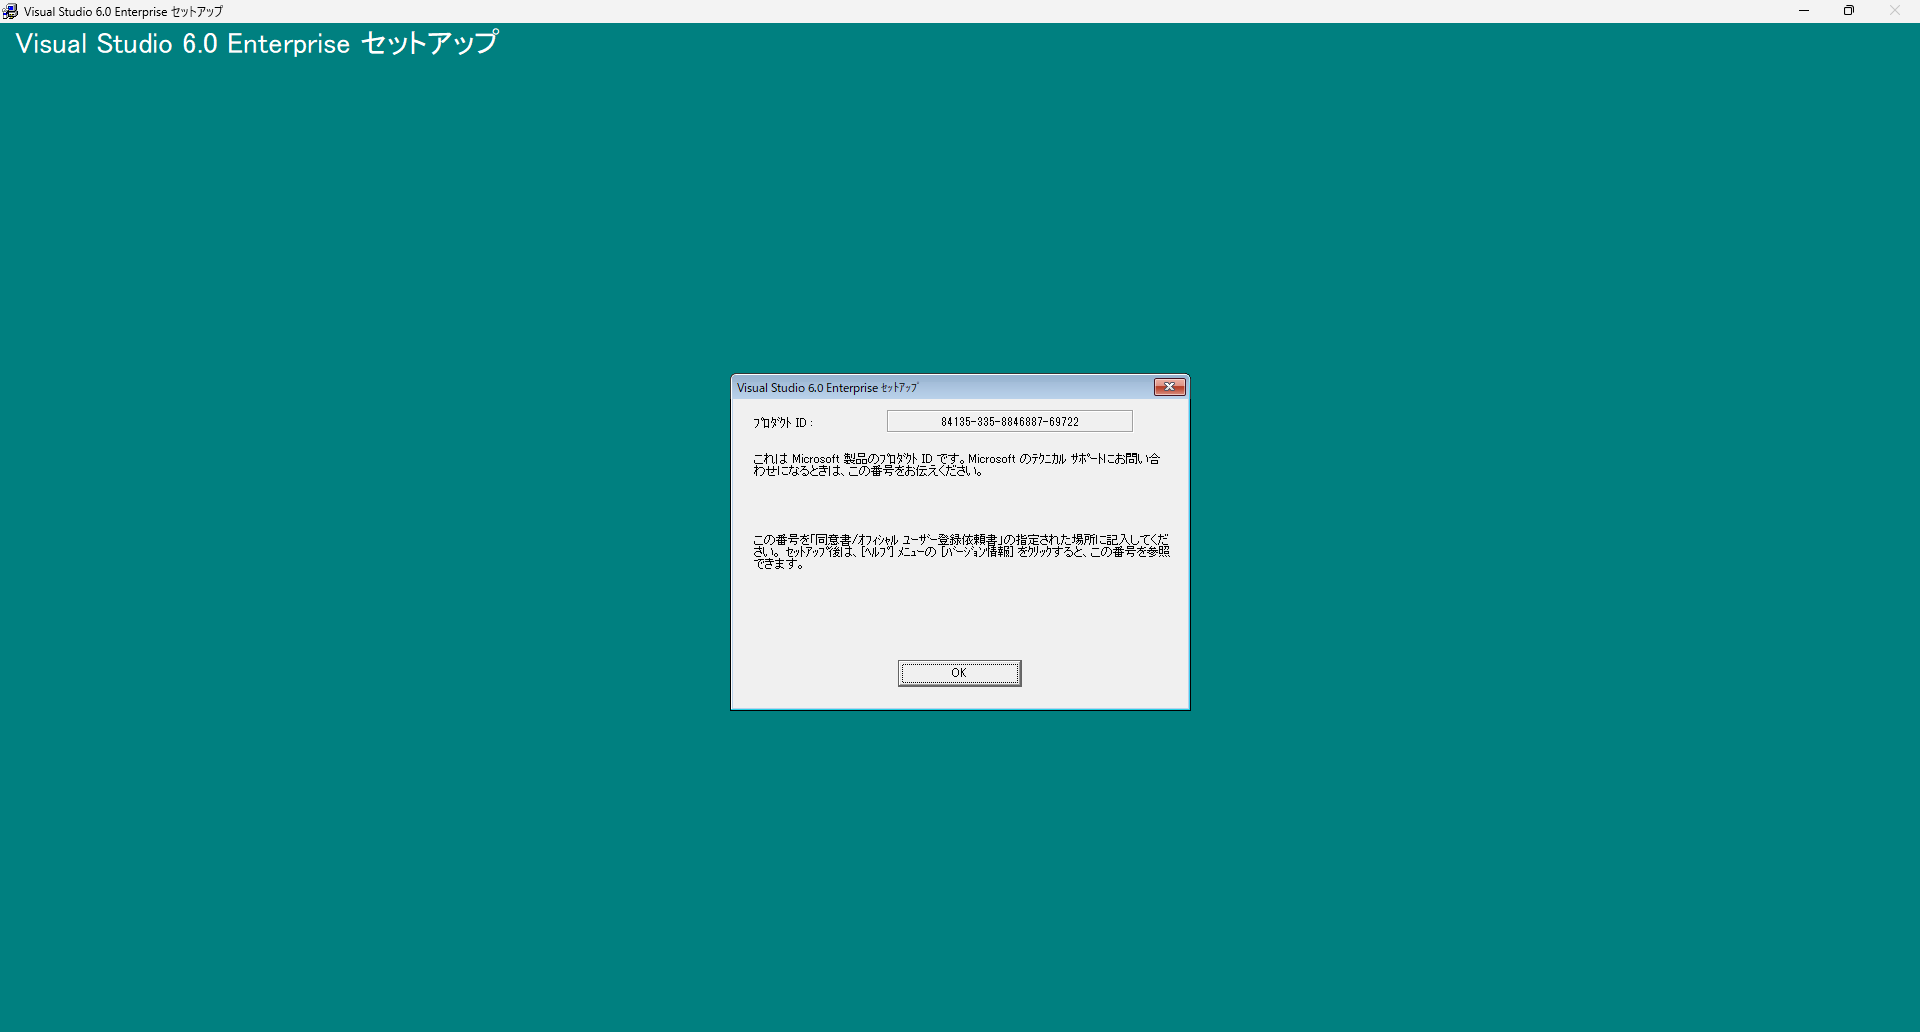 Visual Studio 6.0 Enterprise セットアップ
Visual Studio 6.0 Enterprise セットアップ
Visual Studio 6.0 Enterprise ｾｯﾄｱｯﾌﾟ
ﾌﾟﾛﾀﾞｸﾄ ID :
84135-335-8846887-69722
これは Microsoft 製品のﾌﾟﾛﾀﾞｸﾄ ID です。Microsoft のﾃｸﾆｶﾙ ｻﾎﾟｰﾄにお問い合
わせになるときは、この番号をお伝えください。
この番号を｢同意書/ｵﾌｨｼｬﾙ ﾕｰｻﾞｰ登録依頼書｣の指定された場所に記入してくだ
さい。ｾｯﾄｱｯﾌﾟ後は、[ﾍﾙﾌﾟ] ﾒﾆｭｰの [ﾊﾞｰｼﾞｮﾝ情報] をｸﾘｯｸすると、この番号を参照
できます。
OK